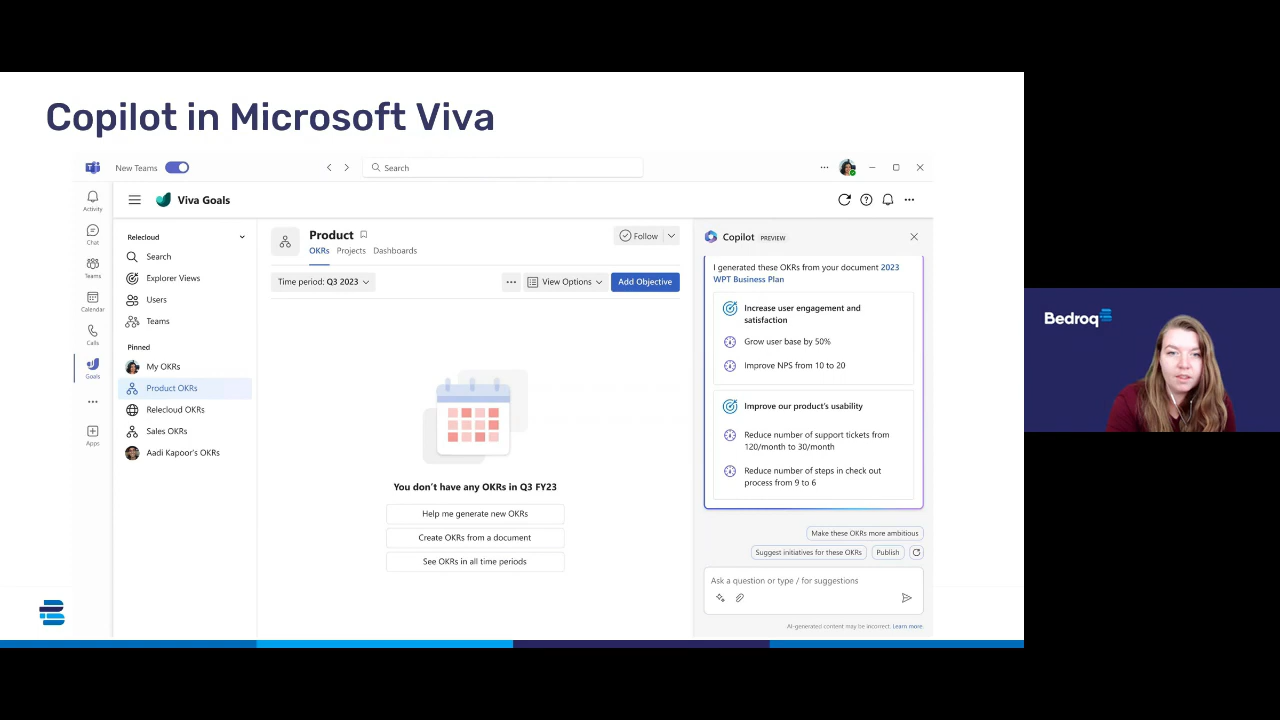 Copilot in Microsoft Viva
New Teams
Search
Activity
Chat
Teams
Calendar
Calls
Goals
Apps
Viva Goals
Relecloud
Search
Explorer Views
Users
Teams
Pinned
My OKRs
Product OKRs
Relecloud OKRs
Sales OKRs
Aadi Kapoor's OKRs
Product
Follow
OKRs Projects Dashboards
Time period: Q3 2023
View Options
Add Objective
You don't have any OKRs in Q3 FY23
Help me generate new OKRs
Create OKRs from a document
See OKRs in all time periods
Copilot PREVIEW
I generated these OKRs from your document 2023
WPT Business Plan
Increase user engagement and
satisfaction
Grow user base by 50%
Improve NPS from 10 to 20
Improve our product's usability
Reduce number of support tickets from
120/month to 30/month
Reduce number of steps in check out
process from 9 to 6
Make these OKRs more ambitious
Suggest initiatives for these OKRs
Publish
Ask a question or type / for suggestions
AI-generated content may be incorrect. Learn more
Bedroq